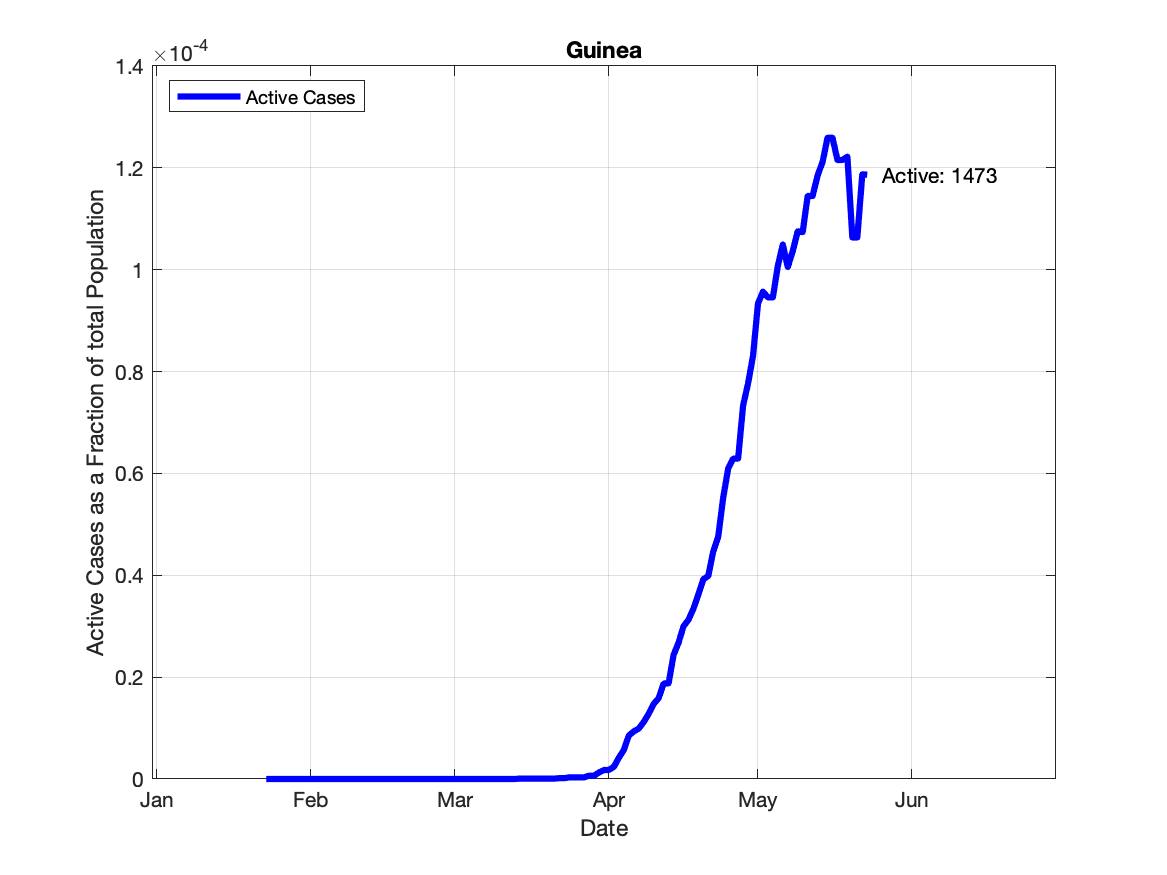 Guinea
×10-4
Active Cases
1.4
1.2
1
0.8
0.6
0.4
0.2
0
Active Cases as a Fraction of total Population
Active: 1473
Jan Feb Mar Apr May Jun
Date